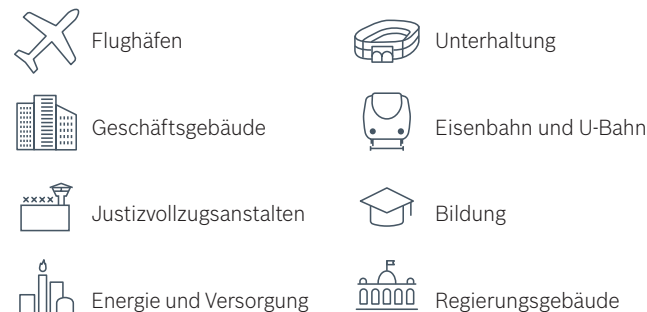 Flughäfen
Unterhaltung
Geschäftsgebäude
Eisenbahn und U-Bahn
Justizvollzugsanstalten
Bildung
Energie und Versorgung
Regierungsgebäude